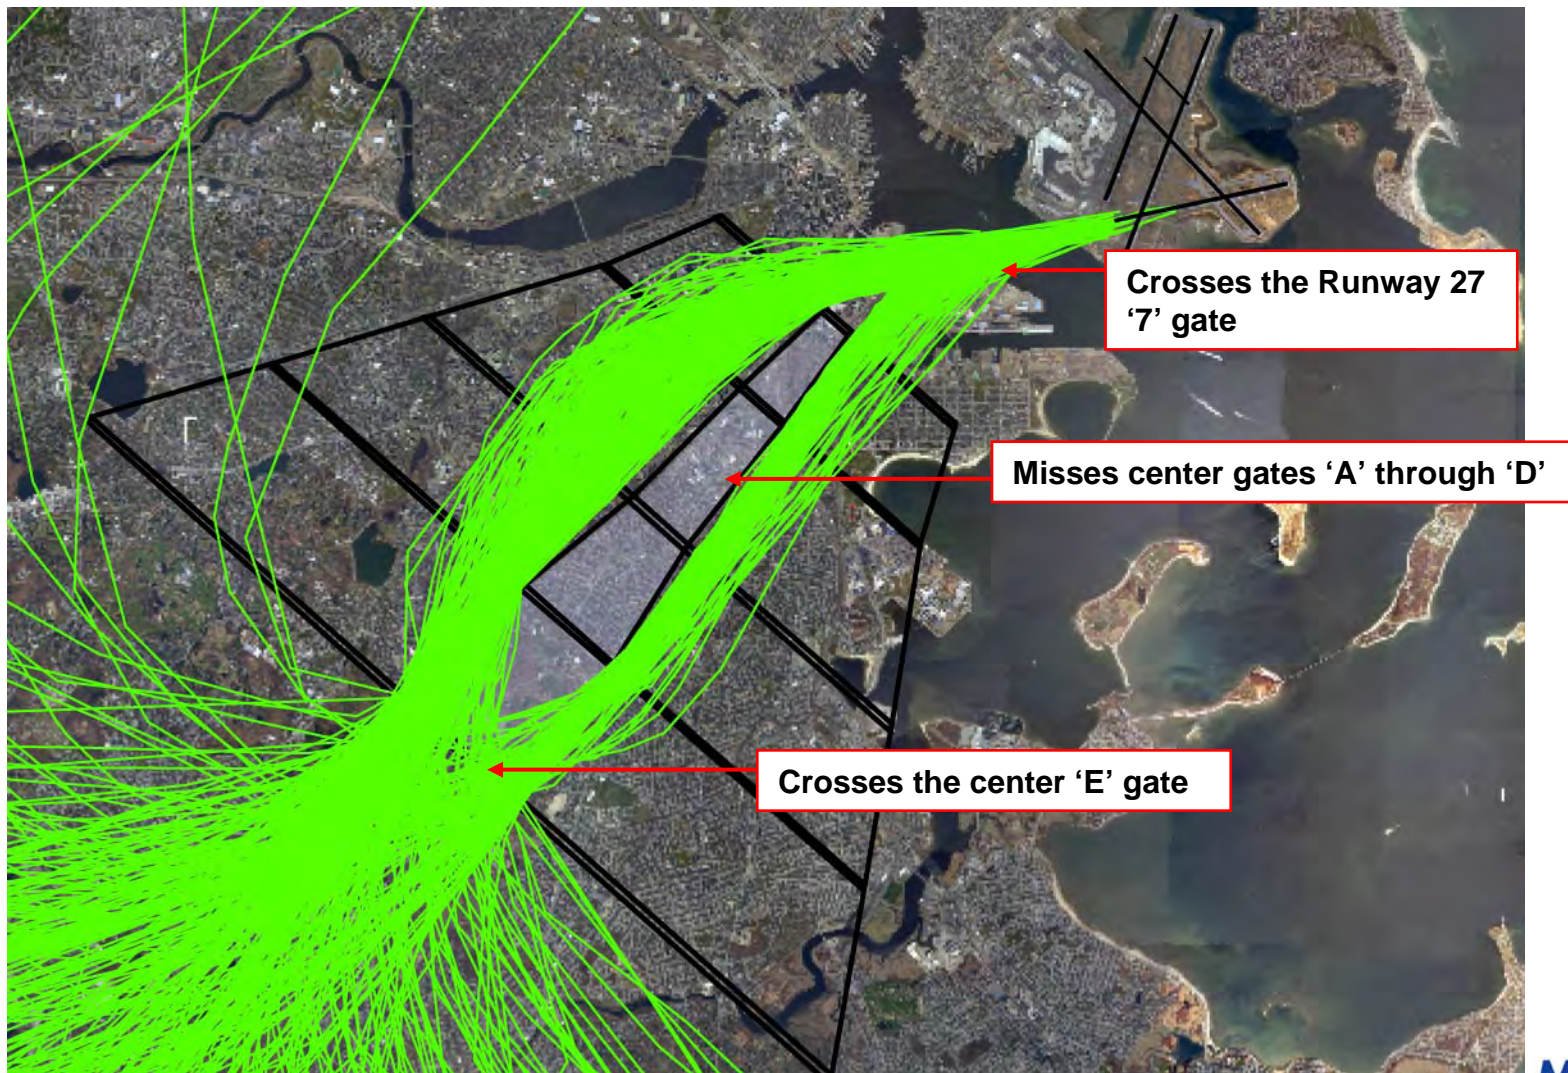 Crosses the Runway 27
‘7’ gate
Misses center gates ‘A’ through ‘D’
Crosses the center ‘E’ gate